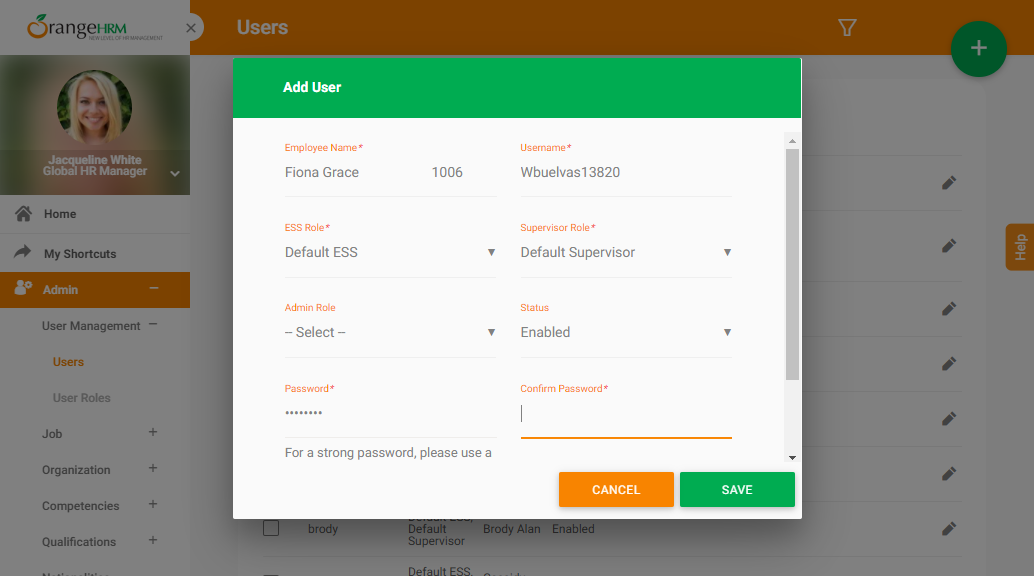 OrangeHRM
NEW LEVEL OF HR MANAGEMENT
Users
Jacqueline White
Global HR Manager
Home
My Shortcuts
Admin
User Management
Users
User Roles
Job
Organization
Competencies
Qualifications
Nationalities
Add User
Employee Name*
Fiona Grace 1006
Username*
Wbuelvas13820
ESS Role*
Default ESS
Supervisor Role*
Default Supervisor
Admin Role
-- Select --
Status
Enabled
Password*
••••••••
Confirm Password*
For a strong password, please use a
CANCEL
SAVE
brody
Default ESS,
Default
Supervisor
Brody Alan
Enabled
Default ESS,
Cassidy
Help